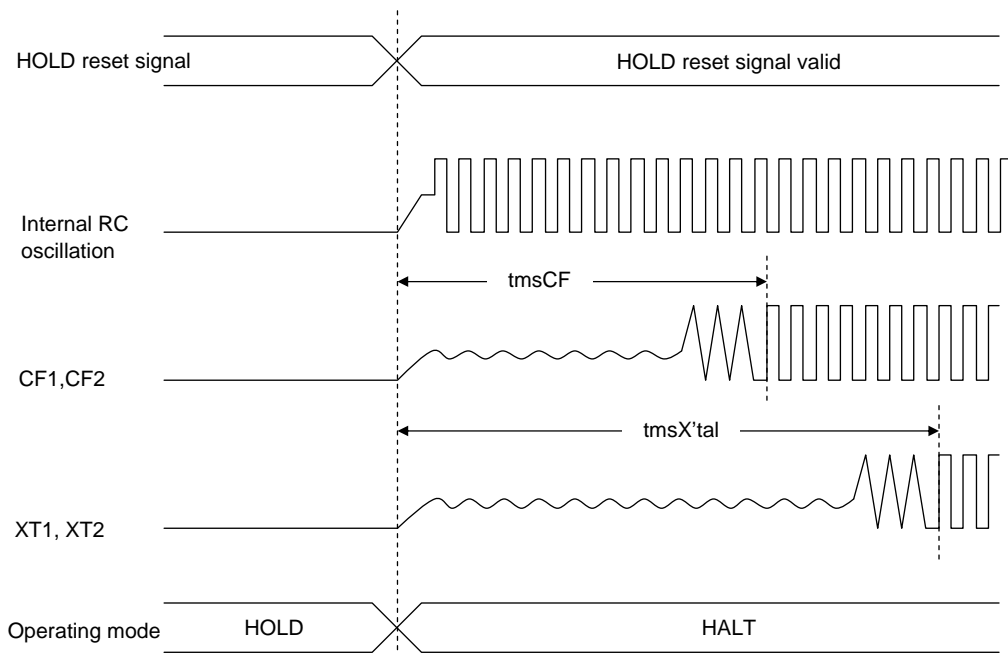 HOLD reset signal
HOLD reset signal valid
Internal RC
oscillation
tmsCF
CF1,CF2
tmsX'tal
XT1, XT2
Operating mode
HOLD
HALT